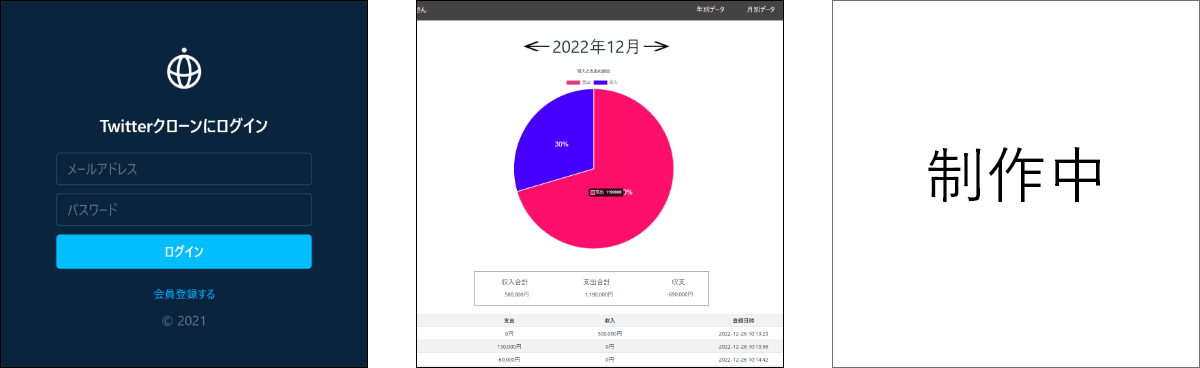 Twitterクローンにログイン
メールアドレス
パスワード
ログイン
会員登録する
© 2021
さん
年別データ 月別データ
2022年12月
収入と支出の割合
支出 収入
30%
支出: 1190000 0%
収入合計 支出合計 収支
500,000円 1,190,000円 -690,000円
支出 収入 登録日時
0円 500,000円 2022-12-26 10:13:23
130,000円 0円 2022-12-26 10:13:56
60,000円 0円 2022-12-26 10:14:42
制作中